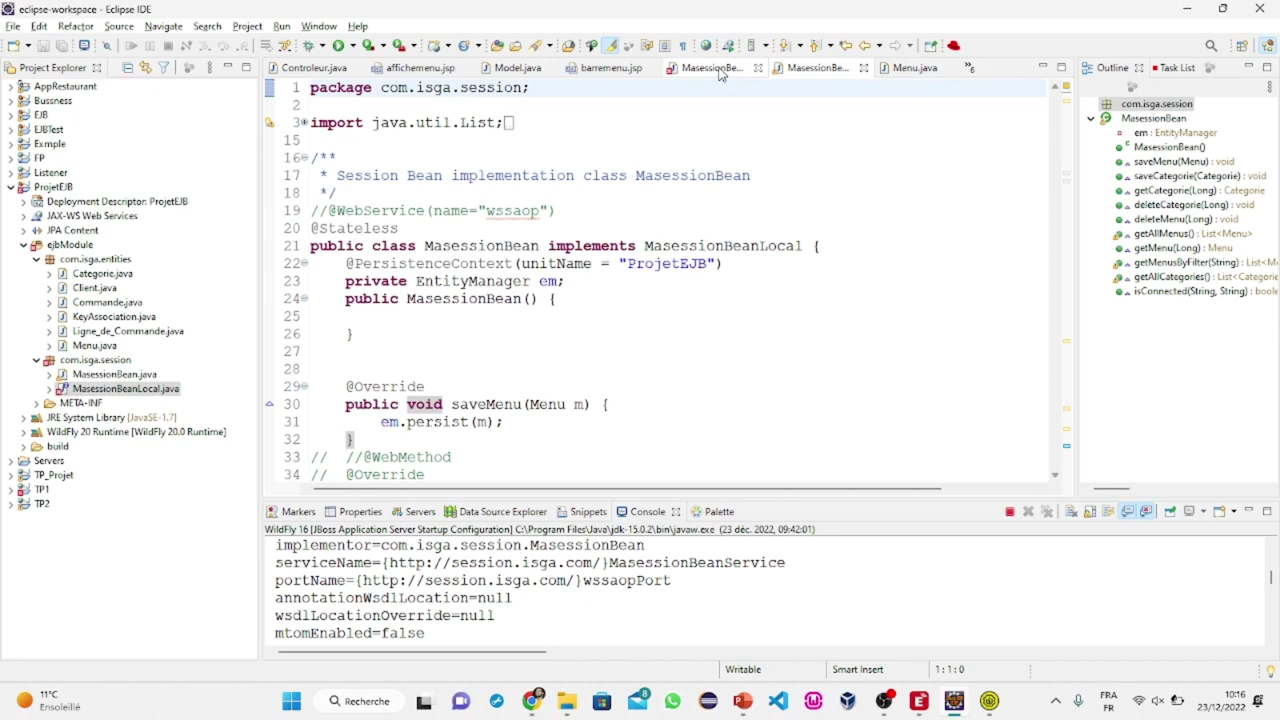 eclipse-workspace - Eclipse IDE
File Edit Refactor Source Navigate Search Project Run Window Help
Project Explorer
Controleur.java affichemenu.jsp Model.java barremenu.jsp MasessionBe... MasessionBe... Menu.java
Outline Task List
AppRestaurant
Bussness
EJB
EJBTest
Exmple
FP
Listener
ProjetEJB
Deployment Descriptor: ProjetEJB
JAX-WS Web Services
JPA Content
ejbModule
com.isga.entities
Categorie.java
Client.java
Commande.java
KeyAssociation.java
Ligne_de_Commande.java
Menu.java
com.isga.session
MasessionBean.java
MasessionBeanLocal.java
META-INF
JRE System Library [JavaSE-1.7]
WildFly 20 Runtime [WildFly 20.0 Runtime]
build
Servers
TP_Projet
TP1
TP2
1 package com.isga.session;
2
3 import java.util.List;
15
16 /**
17 * Session Bean implementation class MasessionBean
18 */
19 //@WebService(name="wssaop")
20 @Stateless
21 public class MasessionBean implements MasessionBeanLocal {
22 @PersistenceContext(unitName = "ProjetEJB")
23 private EntityManager em;
24 public MasessionBean() {
25
26 }
27
28
29 @Override
30 public void saveMenu(Menu m) {
31 em.persist(m);
32 }
33 // //@WebMethod
34 // @Override
com.isga.session
MasessionBean
em : EntityManager
MasessionBean()
saveMenu(Menu) : void
saveCategorie(Categorie) : void
getCategorie(Long) : Categorie
deleteCategorie(Long) : void
deleteMenu(Long) : void
getAllMenus() : List<Menu>
getMenu(Long) : Menu
getMenusByFilter(String) : List<M
getAllCategories() : List<Categori
isConnected(String, String) : boole
Markers Properties Servers Data Source Explorer Snippets Console Palette
WildFly 16 [JBoss Application Server Startup Configuration] C:\Program Files\Java\jdk-15.0.2\bin\javaw.exe (23 déc. 2022, 09:42:01)
implementor=com.isga.session.MasessionBean
serviceName={http://session.isga.com/}MasessionBeanService
portName={http://session.isga.com/}wssaopPort
annotationWsdlLocation=null
wsdlLocationOverride=null
mtomEnabled=false
Writable Smart Insert 1 : 1 : 0
11°C
Ensoleillé
Recherche
8
FRA
FR
10:16
23/12/2022